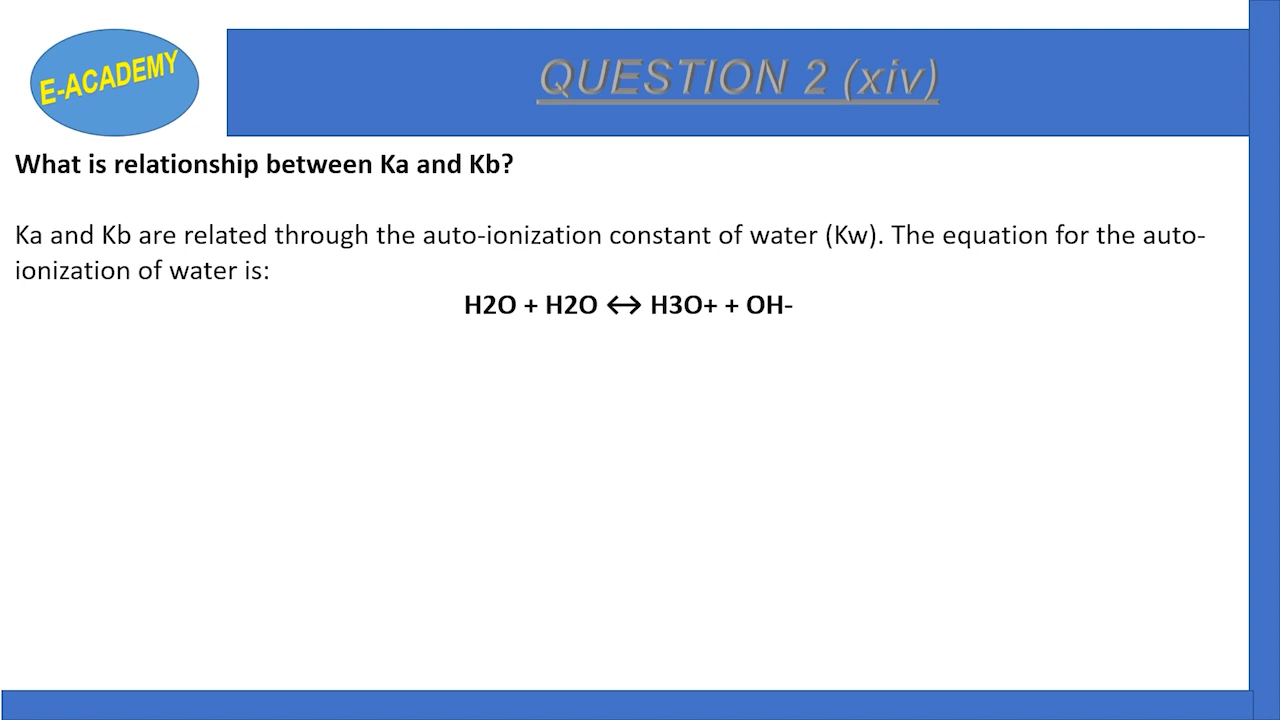 E-ACADEMY
QUESTION 2 (xiv)
What is relationship between Ka and Kb?
Ka and Kb are related through the auto-ionization constant of water (Kw). The equation for the auto-
ionization of water is:
H2O + H2O ↔ H3O+ + OH-